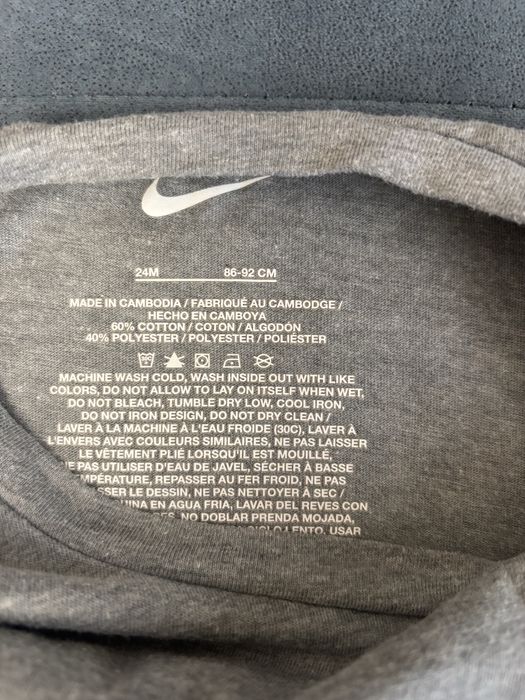 24M 86-92 CM
MADE IN CAMBODIA / FABRIQUÉ AU CAMBODGE /
HECHO EN CAMBOYA
60% COTTON / COTON / ALGODÓN
40% POLYESTER / POLYESTER / POLIÉSTER
MACHINE WASH COLD, WASH INSIDE OUT WITH LIKE
COLORS, DO NOT ALLOW TO LAY ON ITSELF WHEN WET,
DO NOT BLEACH, TUMBLE DRY LOW, COOL IRON,
DO NOT IRON DESIGN, DO NOT DRY CLEAN /
LAVER À LA MACHINE À L'EAU FROIDE (30C), LAVER À
L'ENVERS AVEC COULEURS SIMILAIRES, NE PAS LAISSER
LE VÊTEMENT PLIÉ LORSQU'IL EST MOUILLÉ,
NE PAS UTILISER D'EAU DE JAVEL, SÉCHER À BASSE
MPÉRATURE, REPASSER AU FER FROID, NE PAS
SSER LE DESSIN, NE PAS NETTOYER À SEC /
UINA EN AGUA FRIA, LAVAR DEL REVES CON
ES, NO DOBLAR PRENDA MOJADA,
CICLO LENTO, USAR